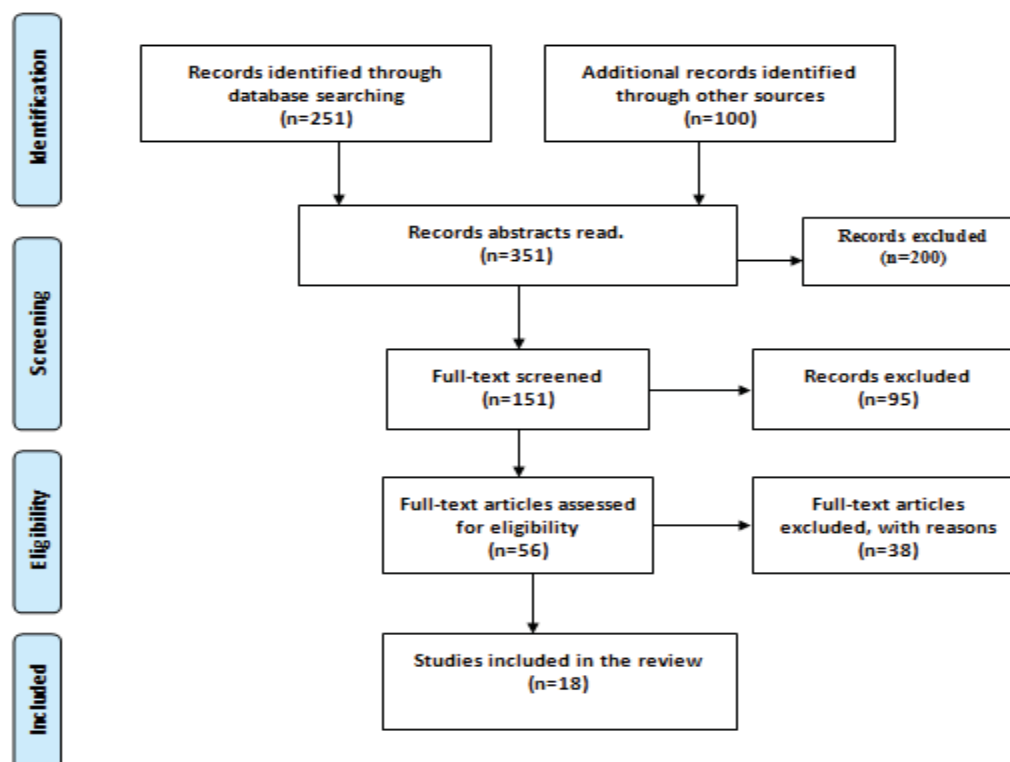 Identification
Records identified through
database searching
(n=251)
Additional records identified
through other sources
(n=100)
Records abstracts read.
(n=351)
Records excluded
(n=200)
Screening
Full-text screened
(n=151)
Records excluded
(n=95)
Eligibility
Full-text articles assessed
for eligibility
(n=56)
Full-text articles
excluded, with reasons
(n=38)
Included
Studies included in the review
(n=18)